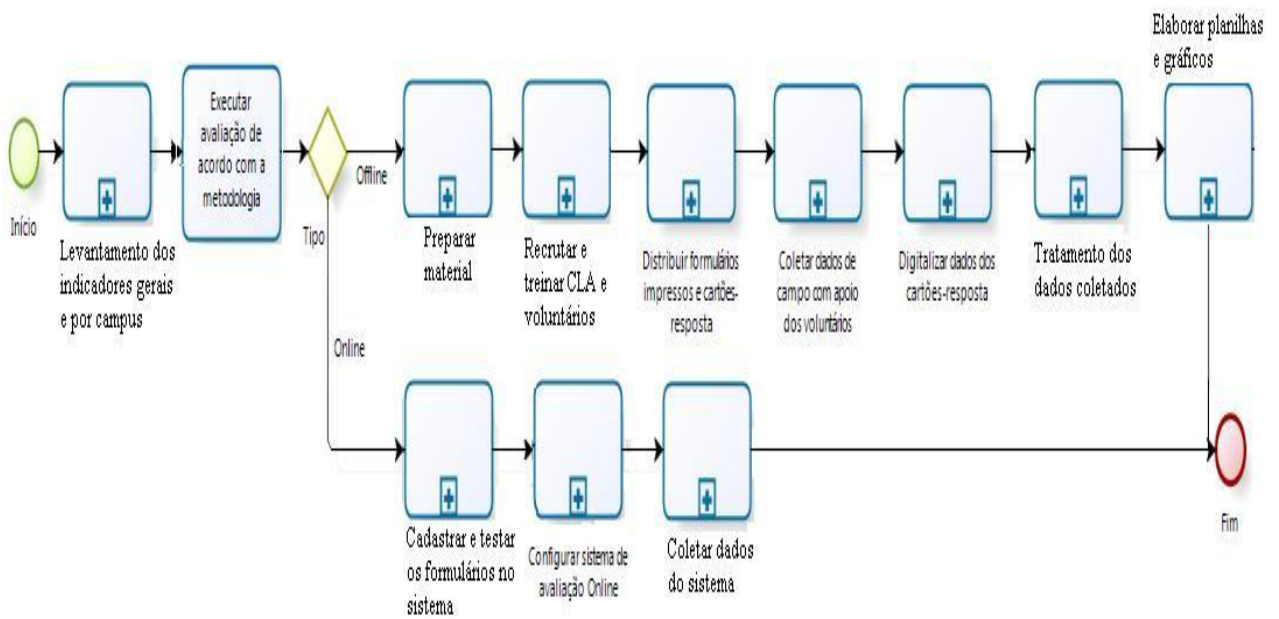 Início
Levantamento dos
indicadores gerais
e por campus
Executar
avaliação de
acordo com a
metodologia
Tipo
Offline
Preparar
material
Recrutar e
treinar CLA e
voluntários
Distribuir formulários
impressos e cartões-
resposta
Coletar dados de
campo com apoio
dos voluntários
Digitalizar dados dos
cartões-resposta
Tratamento dos
dados coletados
Elaborar planilhas
e gráficos
Online
Cadastrar e testar
os formulários no
sistema
Configurar sistema de
avaliação Online
Coletar dados
do sistema
Fim